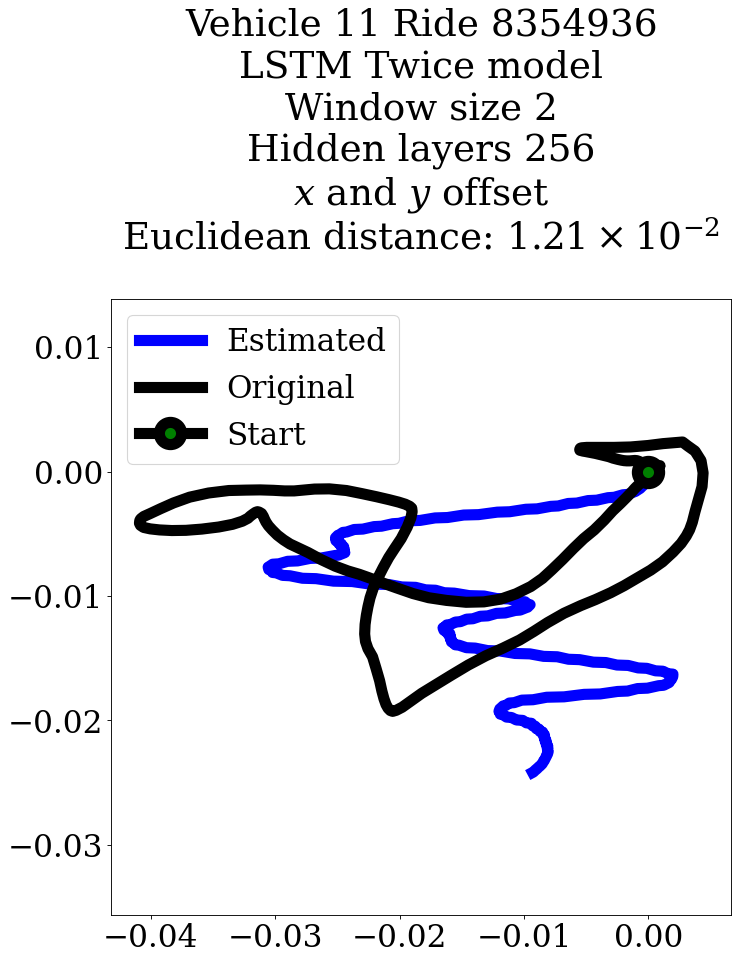 Vehicle 11 Ride 8354936
LSTM Twice model
Window size 2
Hidden layers 256
x and y offset
Euclidean distance: 1.21 × 10⁻²
Estimated
Original
Start
0.01
0.00
−0.01
−0.02
−0.03
−0.04 −0.03 −0.02 −0.01 0.00